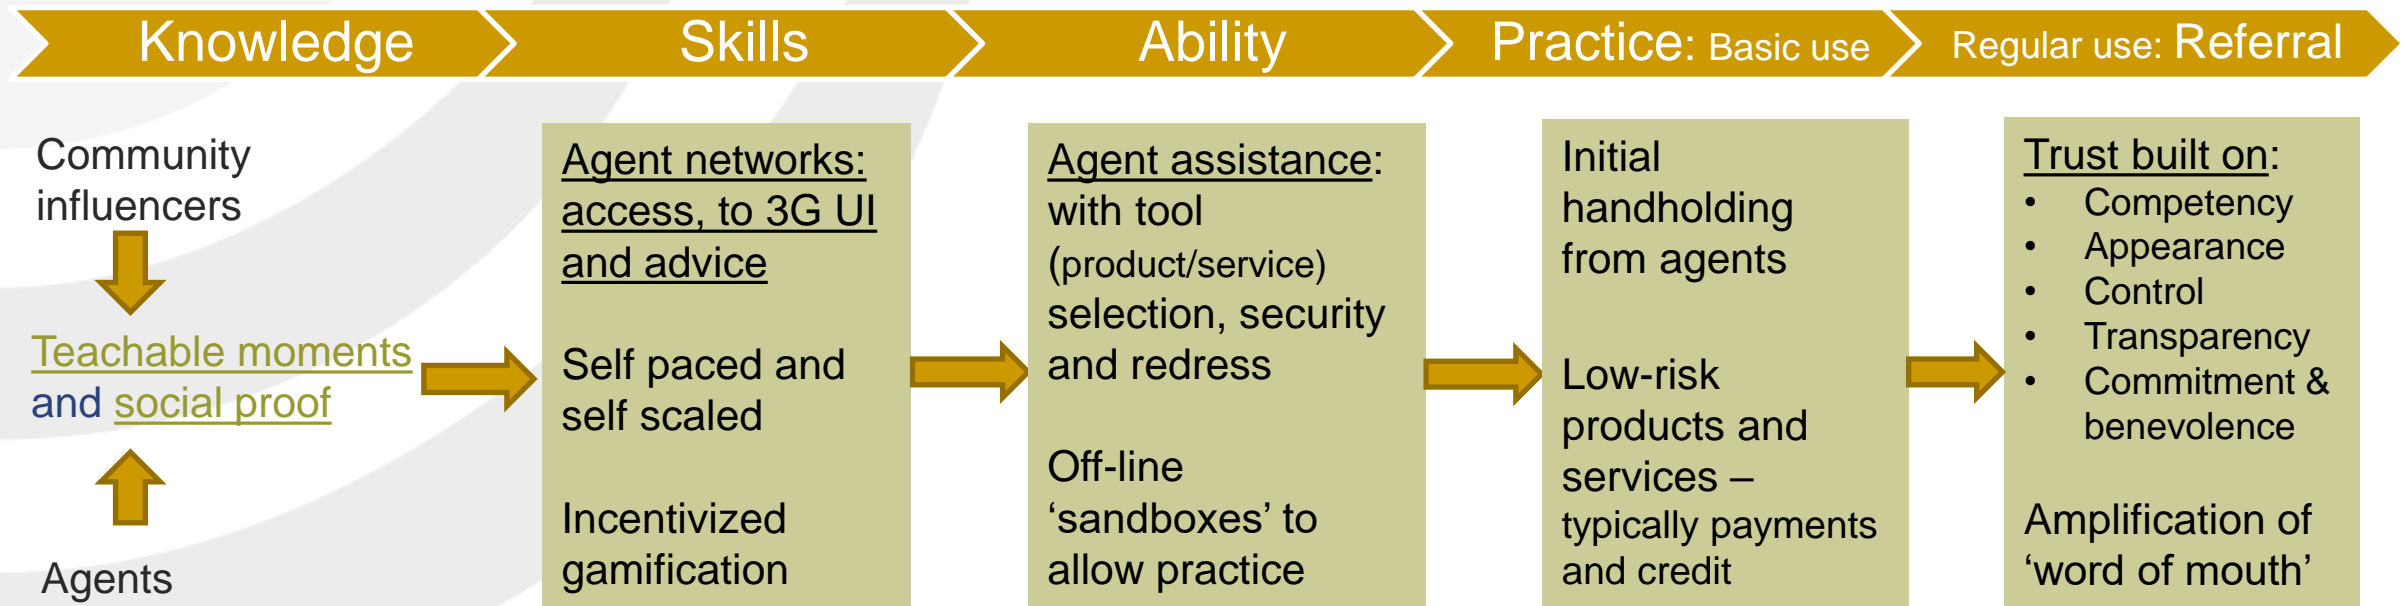 Knowledge
Skills
Ability
Practice: Basic use
Regular use: Referral
Community
influencers
Teachable moments
and social proof
Agents
Agent networks:
access, to 3G UI
and advice
Self paced and
self scaled
Incentivized
gamification
Agent assistance:
with tool
(product/service)
selection, security
and redress
Off-line
‘sandboxes’ to
allow practice
Initial
handholding
from agents
Low-risk
products and
services –
typically payments
and credit
Trust built on:
• Competency
• Appearance
• Control
• Transparency
• Commitment &
benevolence
Amplification of
‘word of mouth’